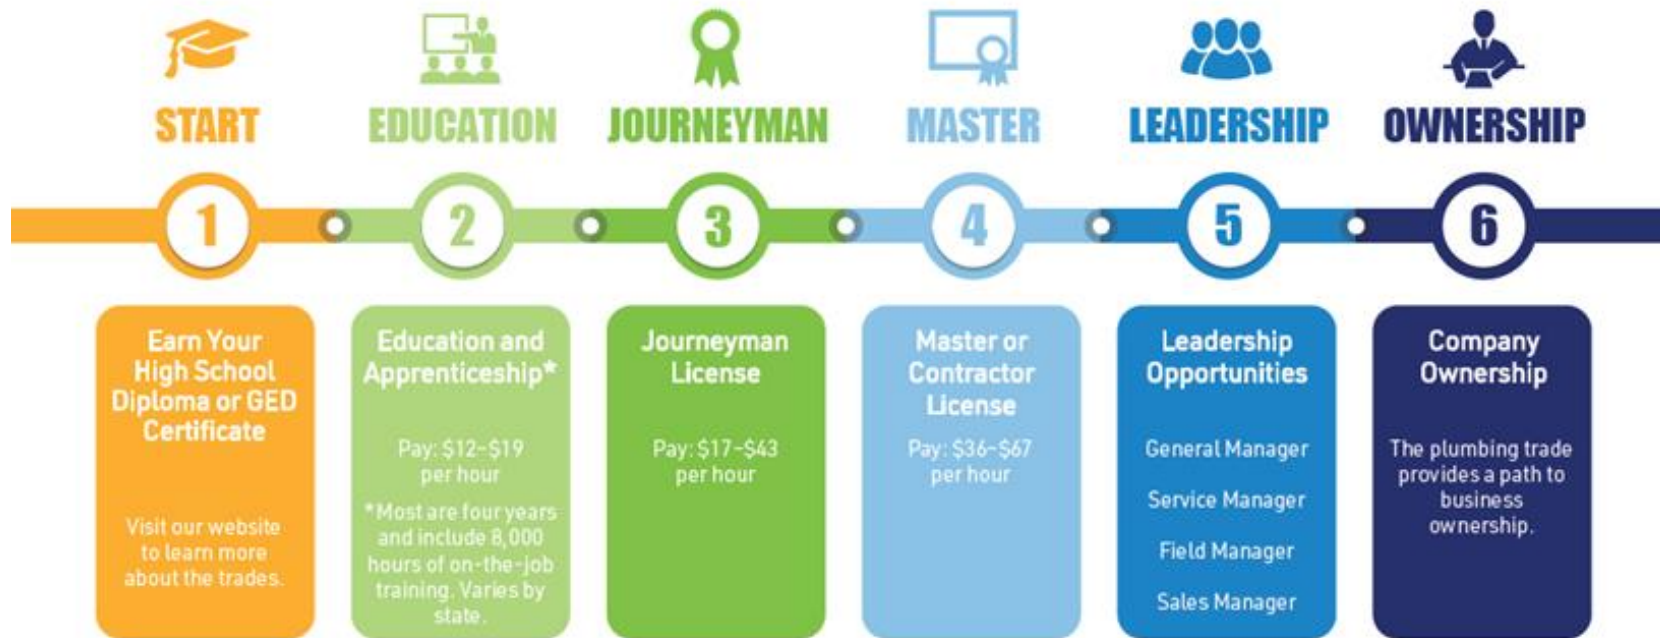 START
EDUCATION
JOURNEYMAN
MASTER
LEADERSHIP
OWNERSHIP
1
2
3
4
5
6
Earn Your
High School
Diploma or GED
Certificate
Visit our website
to learn more
about the trades.
Education and
Apprenticeship*
Pay: $12–$19
per hour
*Most are four years
and include 8,000
hours of on-the-job
training. Varies by
state.
Journeyman
License
Pay: $17–$43
per hour
Master or
Contractor
License
Pay: $36–$67
per hour
Leadership
Opportunities
General Manager
Service Manager
Field Manager
Sales Manager
Company
Ownership
The plumbing trade
provides a path to
business
ownership.